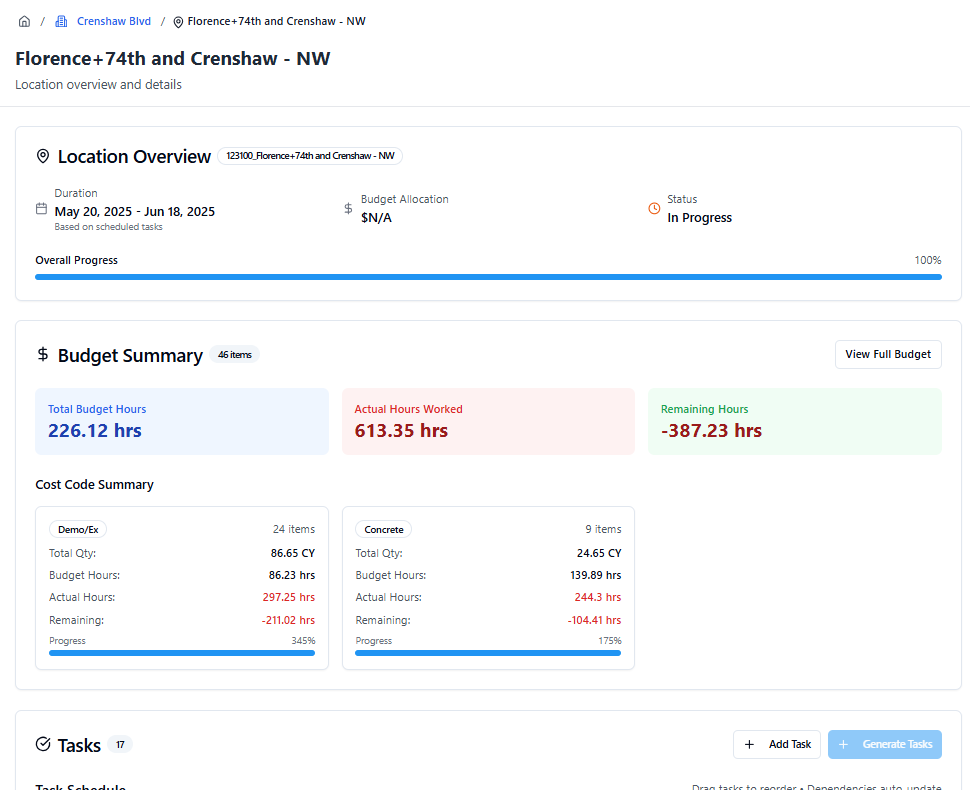 / Crenshaw Blvd / Florence+74th and Crenshaw - NW
Florence+74th and Crenshaw - NW
Location overview and details
Location Overview 123100_Florence+74th and Crenshaw - NW
Duration
May 20, 2025 - Jun 18, 2025
Based on scheduled tasks
Budget Allocation
$N/A
Status
In Progress
Overall Progress 100%
Budget Summary 46 items View Full Budget
Total Budget Hours
226.12 hrs
Actual Hours Worked
613.35 hrs
Remaining Hours
-387.23 hrs
Cost Code Summary
Demo/Ex 24 items
Total Qty: 86.65 CY
Budget Hours: 86.23 hrs
Actual Hours: 297.25 hrs
Remaining: -211.02 hrs
Progress 345%
Concrete 9 items
Total Qty: 24.65 CY
Budget Hours: 139.89 hrs
Actual Hours: 244.3 hrs
Remaining: -104.41 hrs
Progress 175%
Tasks 17 + Add Task + Generate Tasks
Task Schedule Drag tasks to reorder • Dependencies auto-update